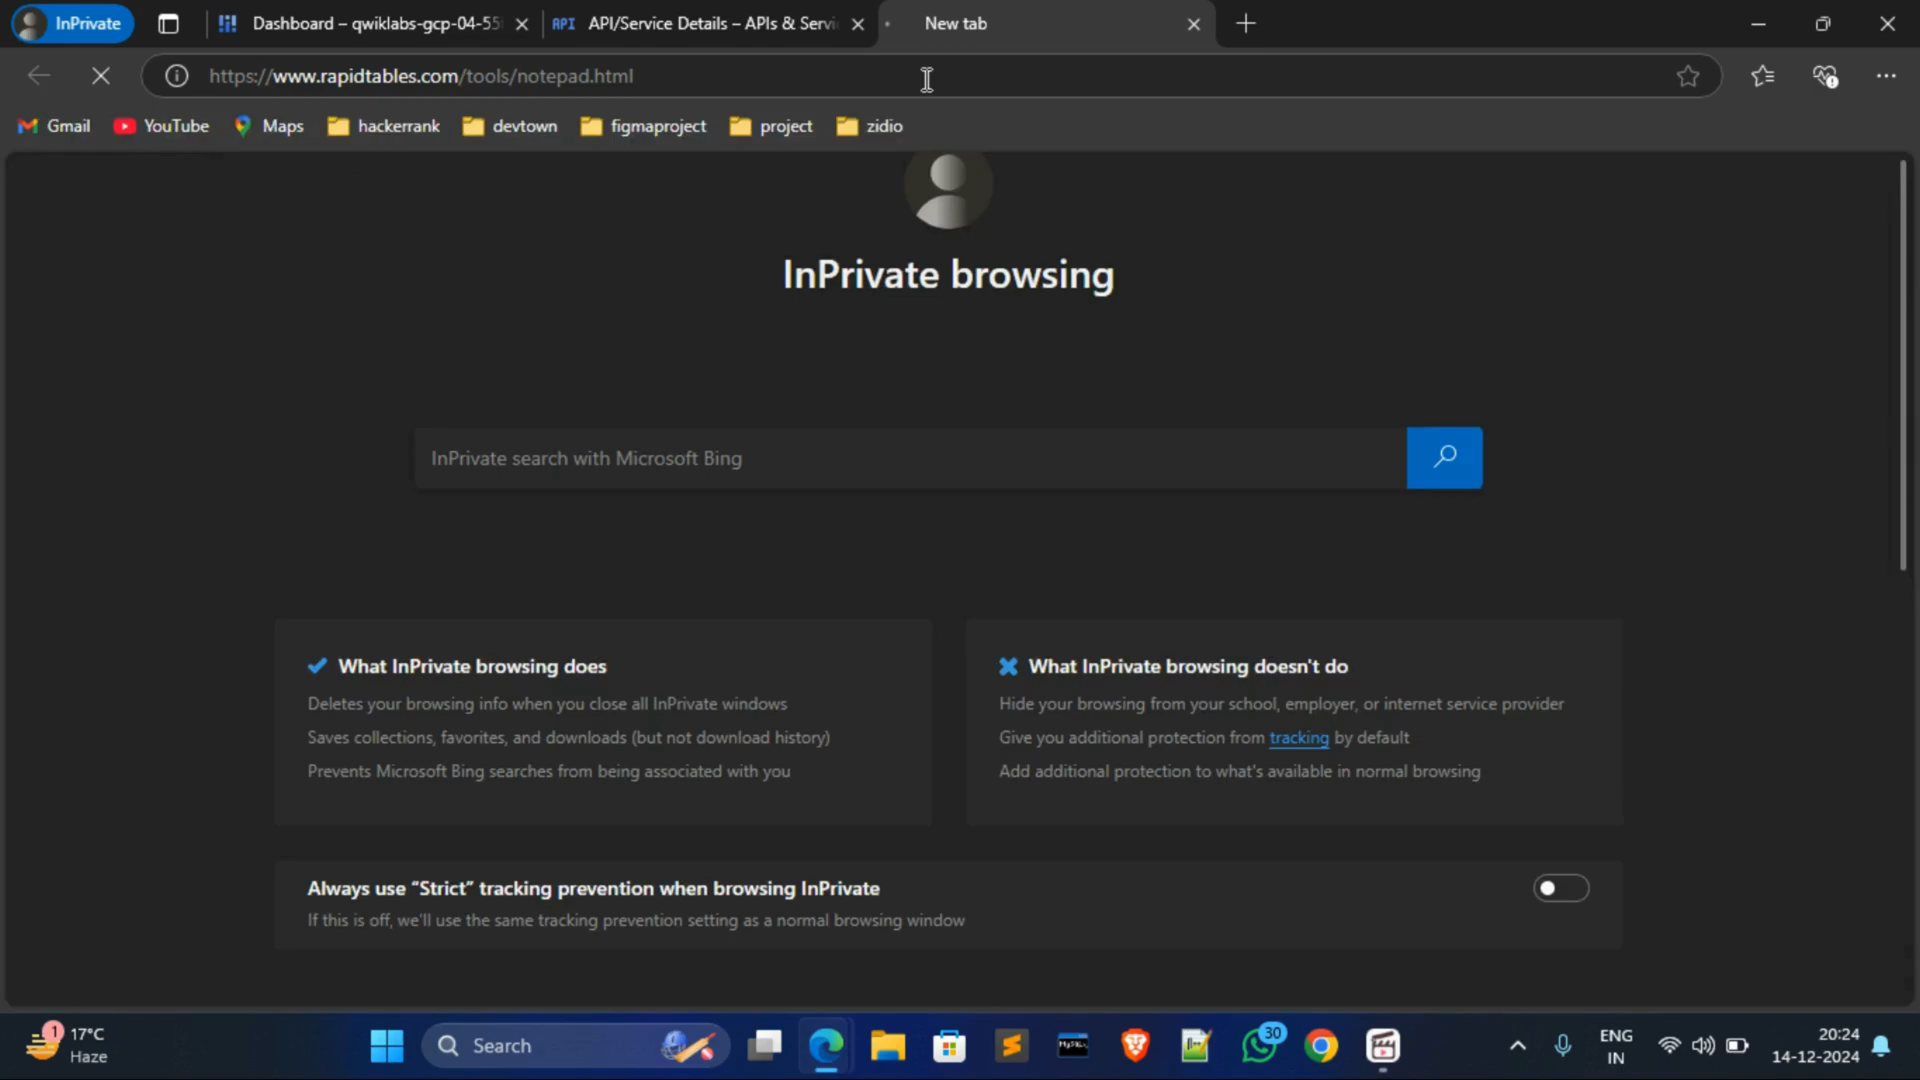 InPrivate
Dashboard – qwiklabs-gcp-04-55
API API/Service Details – APIs & Servi
New tab
https://www.rapidtables.com/tools/notepad.html
Gmail
YouTube
Maps
hackerrank
devtown
figmaproject
project
zidio
InPrivate browsing
InPrivate search with Microsoft Bing
What InPrivate browsing does
Deletes your browsing info when you close all InPrivate windows
Saves collections, favorites, and downloads (but not download history)
Prevents Microsoft Bing searches from being associated with you
What InPrivate browsing doesn't do
Hide your browsing from your school, employer, or internet service provider
Give you additional protection from tracking by default
Add additional protection to what's available in normal browsing
Always use “Strict” tracking prevention when browsing InPrivate
If this is off, we'll use the same tracking prevention setting as a normal browsing window
1
17°C
Haze
Search
MySQL
30
ENG
IN
20:24
14-12-2024